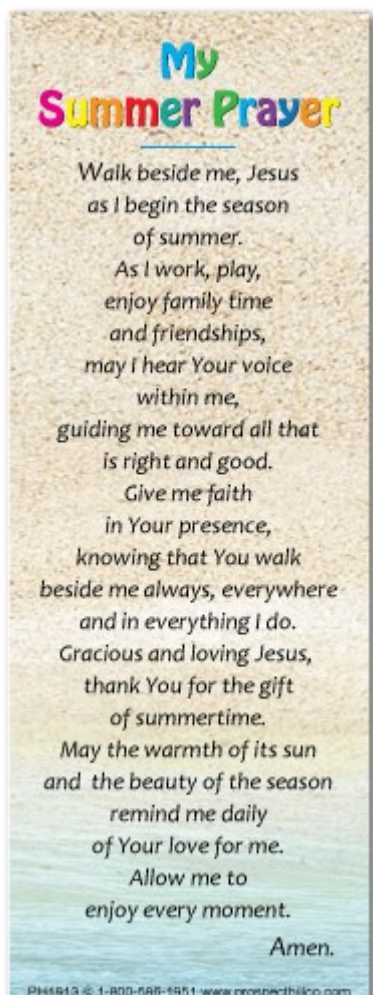 My
Summer Prayer
Walk beside me, Jesus
as I begin the season
of summer.
As I work, play,
enjoy family time
and friendships,
may I hear Your voice
within me,
guiding me toward all that
is right and good.
Give me faith
in Your presence,
knowing that You walk
beside me always, everywhere
and in everything I do.
Gracious and loving Jesus,
thank You for the gift
of summertime.
May the warmth of its sun
and the beauty of the season
remind me daily
of Your love for me.
Allow me to
enjoy every moment.
Amen.
© www.prospecthillco.com